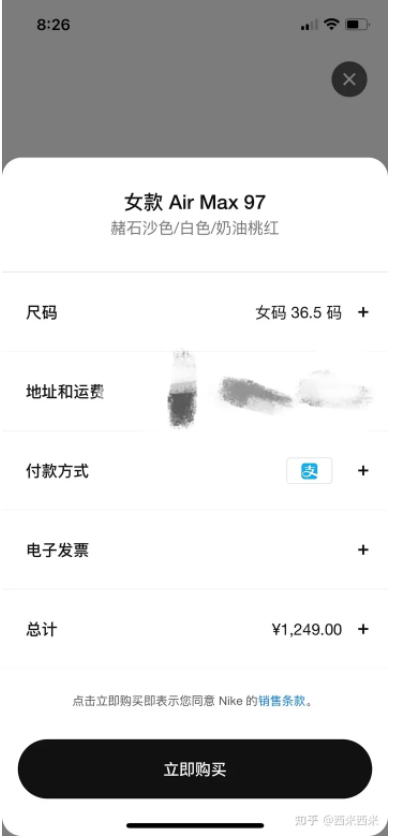 8:26
女款 Air Max 97
赭石沙色/白色/奶油桃红
尺码 女码 36.5 码 +
地址和运费
付款方式 支 +
电子发票 +
总计 ¥1,249.00 +
点击立即购买即表示您同意 Nike 的销售条款。
立即购买
知乎 @西米西米